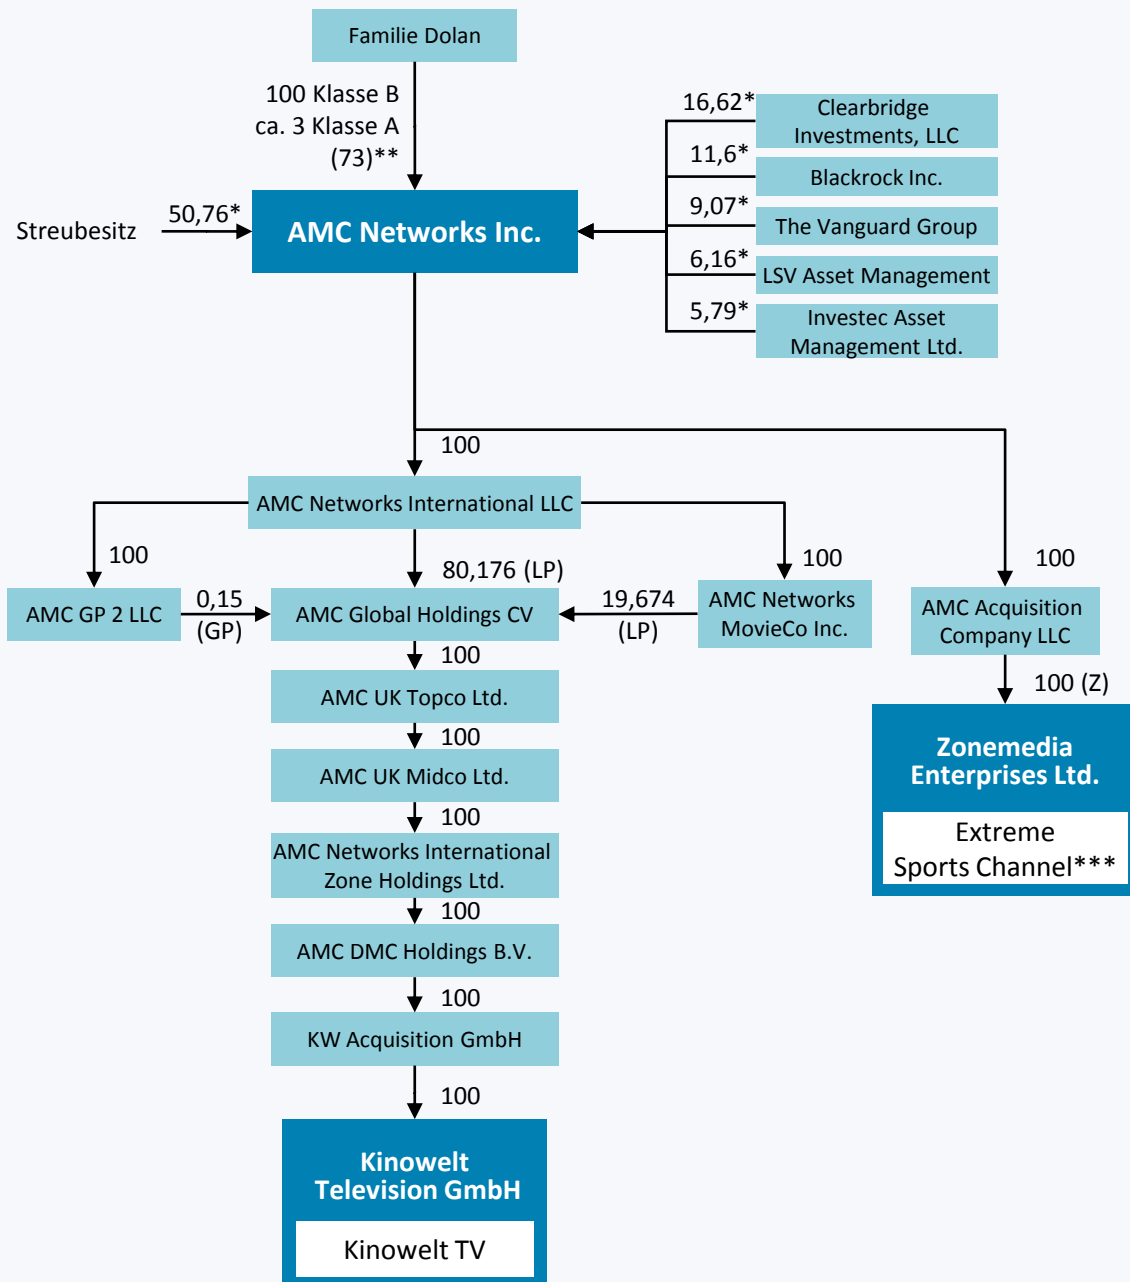 Familie Dolan
100 Klasse B
ca. 3 Klasse A
(73)**
16,62*
Clearbridge
Investments, LLC
11,6*
Blackrock Inc.
Streubesitz
50,76*
AMC Networks Inc.
9,07*
The Vanguard Group
6,16*
LSV Asset Management
5,79*
Investec Asset
Management Ltd.
100
AMC Networks International LLC
100
80,176 (LP)
100
100
AMC GP 2 LLC
0,15
(GP)
AMC Global Holdings CV
19,674
(LP)
AMC Networks
MovieCo Inc.
AMC Acquisition
Company LLC
100
AMC UK Topco Ltd.
100 (Z)
100
AMC UK Midco Ltd.
Zonemedia
Enterprises Ltd.
Extreme
Sports Channel***
100
AMC Networks International
Zone Holdings Ltd.
100
AMC DMC Holdings B.V.
100
KW Acquisition GmbH
100
Kinowelt
Television GmbH
Kinowelt TV